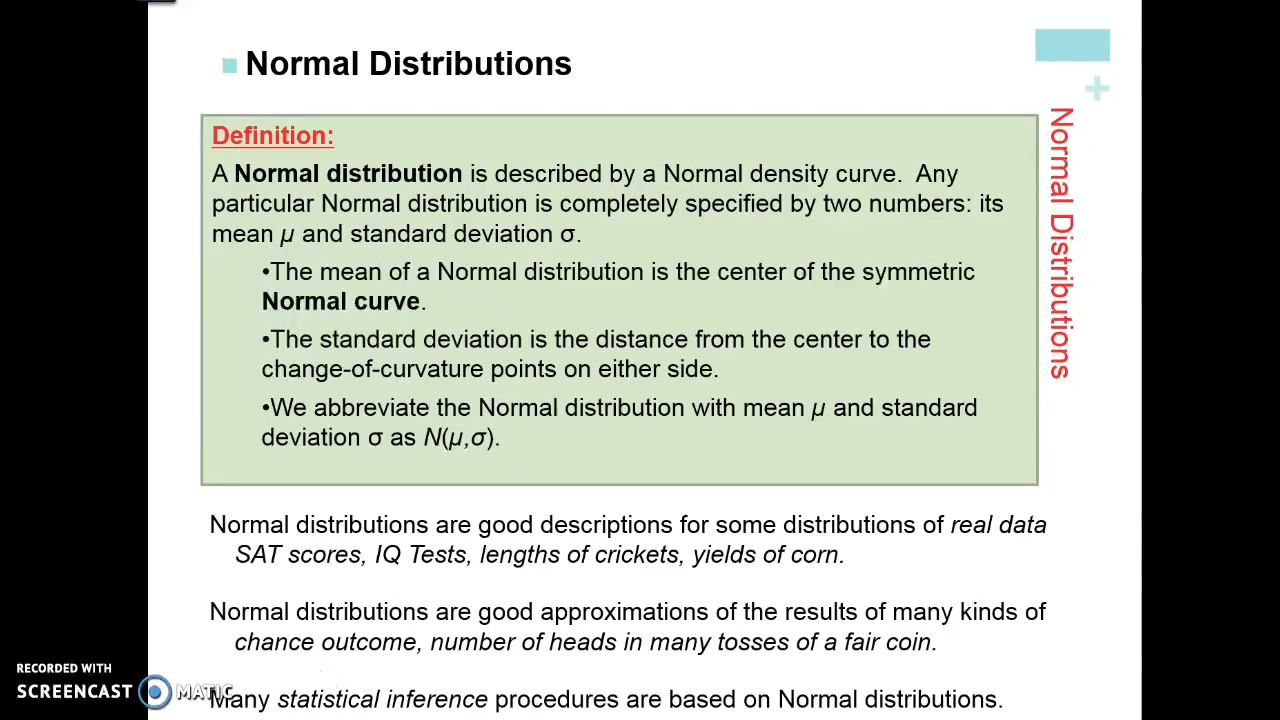 Normal Distributions
Definition:
A Normal distribution is described by a Normal density curve. Any
particular Normal distribution is completely specified by two numbers: its
mean µ and standard deviation σ.
•The mean of a Normal distribution is the center of the symmetric
Normal curve.
•The standard deviation is the distance from the center to the
change-of-curvature points on either side.
•We abbreviate the Normal distribution with mean µ and standard
deviation σ as N(µ,σ).
Normal distributions are good descriptions for some distributions of real data
SAT scores, IQ Tests, lengths of crickets, yields of corn.
Normal distributions are good approximations of the results of many kinds of
chance outcome, number of heads in many tosses of a fair coin.
Many statistical inference procedures are based on Normal distributions.
+
Normal Distributions
RECORDED WITH
SCREENCAST MATIC